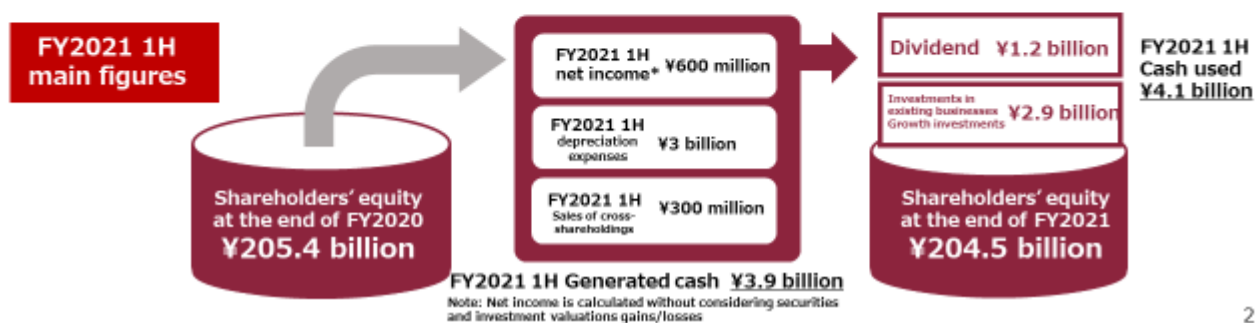 FY2021 1H
main figures
Shareholders' equity
at the end of FY2020
¥205.4 billion
FY2021 1H
net income* ¥600 million
FY2021 1H
depreciation
expenses
¥3 billion
FY2021 1H
Sales of cross-
shareholdings
¥300 million
FY2021 1H Generated cash ¥3.9 billion
Note: Net income is calculated without considering securities
and investment valuations gains/losses
Dividend ¥1.2 billion
Investments in
existing businesses
Growth investments
¥2.9 billion
Shareholders' equity
at the end of FY2021
¥204.5 billion
FY2021 1H
Cash used
¥4.1 billion
2